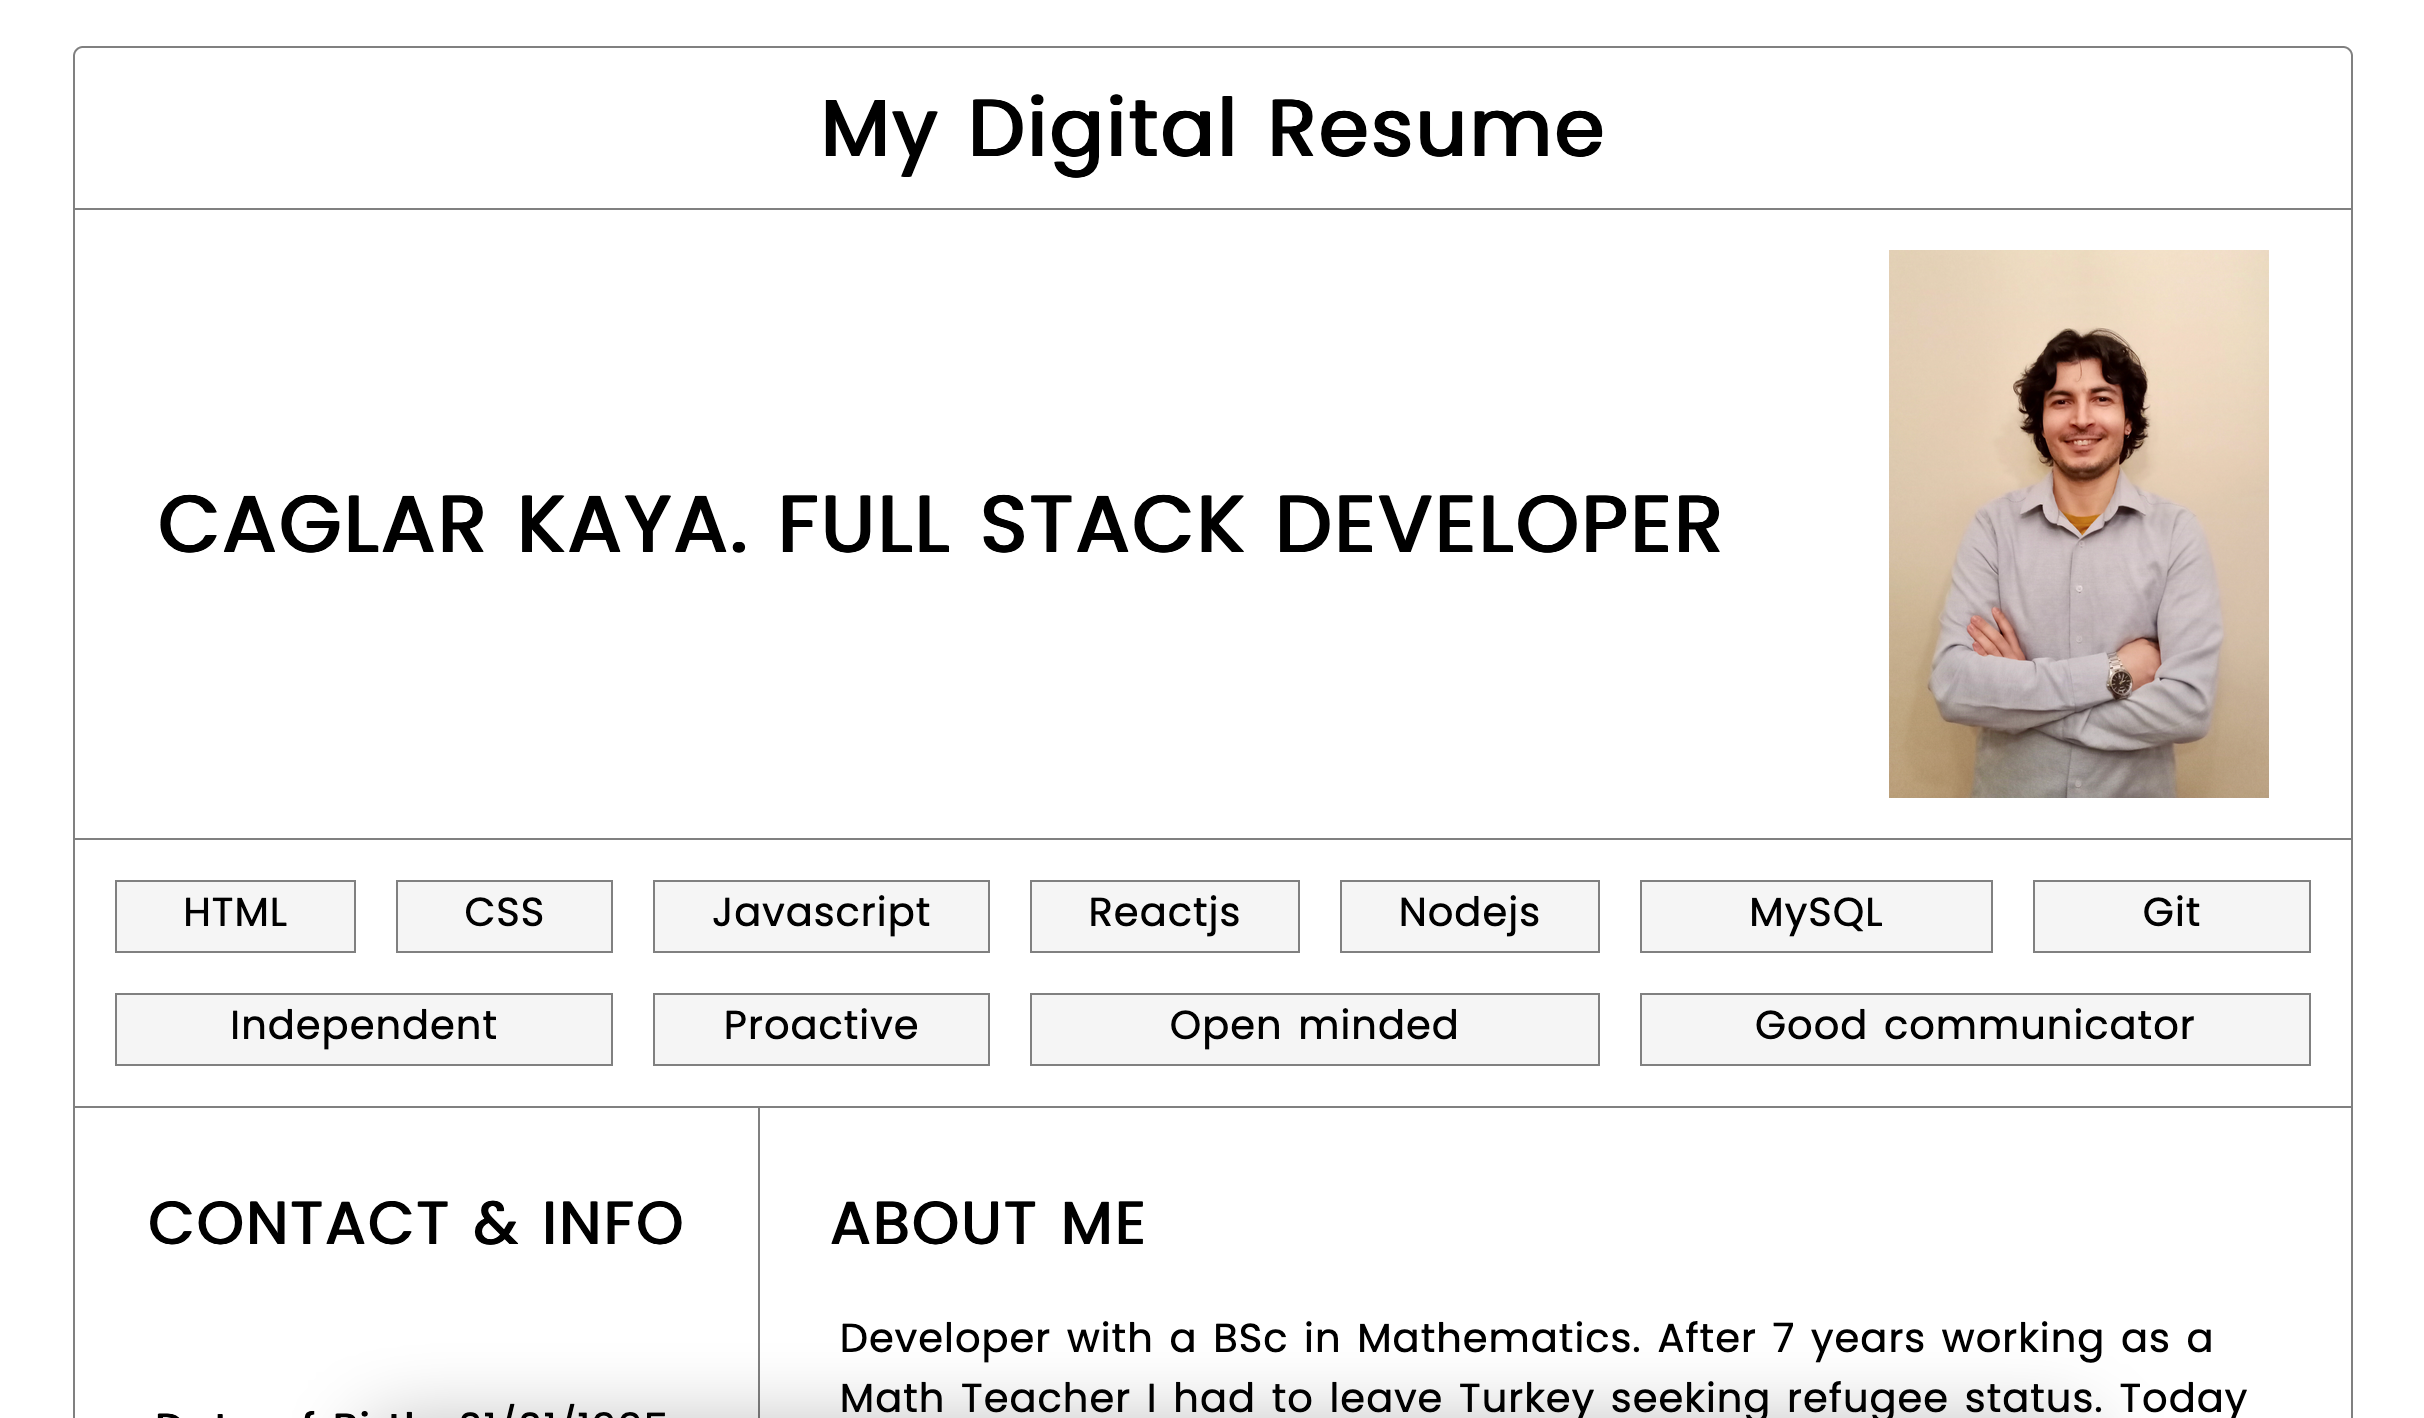 My Digital Resume
CAGLAR KAYA. FULL STACK DEVELOPER
HTML
CSS
Javascript
Reactjs
Nodejs
MySQL
Git
Independent
Proactive
Open minded
Good communicator
CONTACT & INFO
ABOUT ME
Developer with a BSc in Mathematics. After 7 years working as a
Math Teacher I had to leave Turkey seeking refugee status. Today